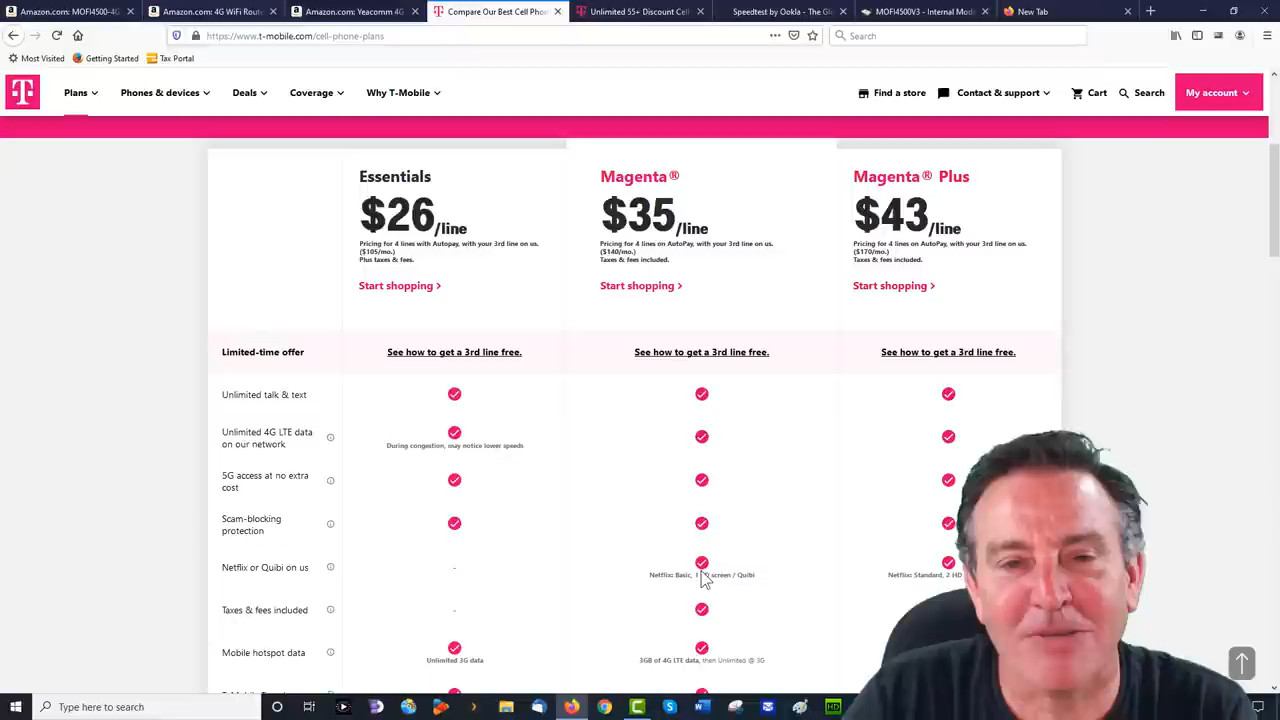 Amazon.com: 4G WiFi Route
Amazon.com: 4G WiFi Route
Amazon.com: Yeacomm 4G
Compare Our Best Cell Phon
Unlimited 55+ Discount Cell
Speedtest by Ookla - The Glo
MOFI4500V3 - Internet Ma
New Tab
https://www.t-mobile.com/cell-phone-plans
Search
Most Visited
Getting Started
Tax Portal
T
Plans
Phones & devices
Deals
Coverage
Why T-Mobile
Find a store
Contact & support
Cart
Search
My account
Essentials
$26/line
Pricing for 4 lines with Autopay, with your 3rd line on us.
($105/mo.)
Plus taxes & fees.
Start shopping >
Magenta®
$35/line
Pricing for 4 lines on AutoPay, with your 3rd line on us.
($140/mo.)
Taxes & fees included.
Start shopping >
Magenta® Plus
$43/line
Pricing for 4 lines on AutoPay, with your 3rd line on us.
($170/mo.)
Taxes & fees included.
Start shopping >
Limited-time offer
See how to get a 3rd line free.
See how to get a 3rd line free.
See how to get a 3rd line free.
Unlimited talk & text
Unlimited 4G LTE data
on our network
During congestion, may notice lower speeds
5G access at no extra
cost
Scam-blocking
protection
Netflix or Quibi on us
-
Netflix: Basic, screen / Quibi
Netflix: Standard, 2 HD
Taxes & fees included
-
Mobile hotspot data
Unlimited 3G data
3GB of 4G LTE data, then Unlimited @ 3G
Type here to search
HD